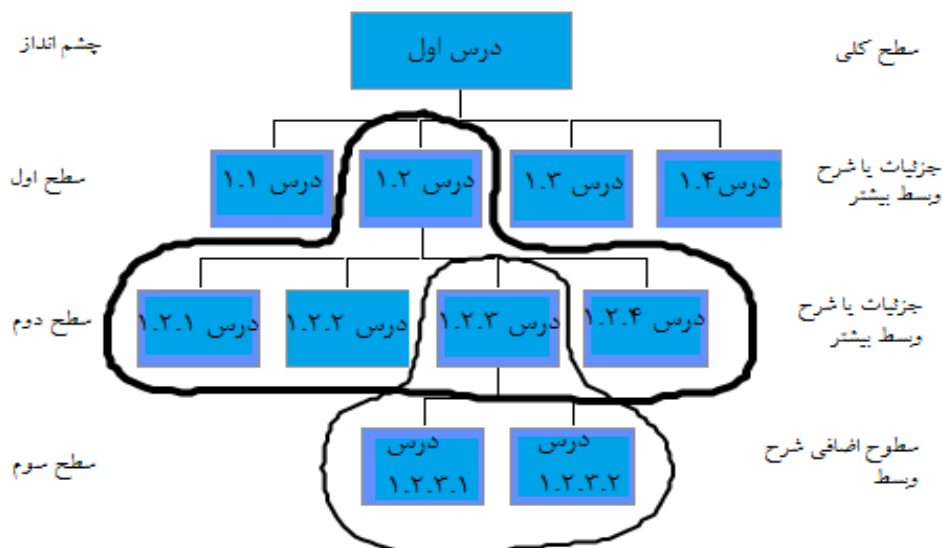 سطح کلی
درس اول
چشم انداز
جزئیات یا شرح
وسط بیشتر
درس۱.۴
درس ۱.۳
درس ۱.۲
درس ۱.۱
سطح اول
جزئیات یا شرح
وسط بیشتر
درس ۱.۲.۴
درس ۱.۲.۳
درس ۱.۲.۲
درس ۱.۲.۱
سطح دوم
سطوح اضافی شرح
وسط
درس
۱.۲.۳.۲
درس
۱.۲.۳.۱
سطح سوم